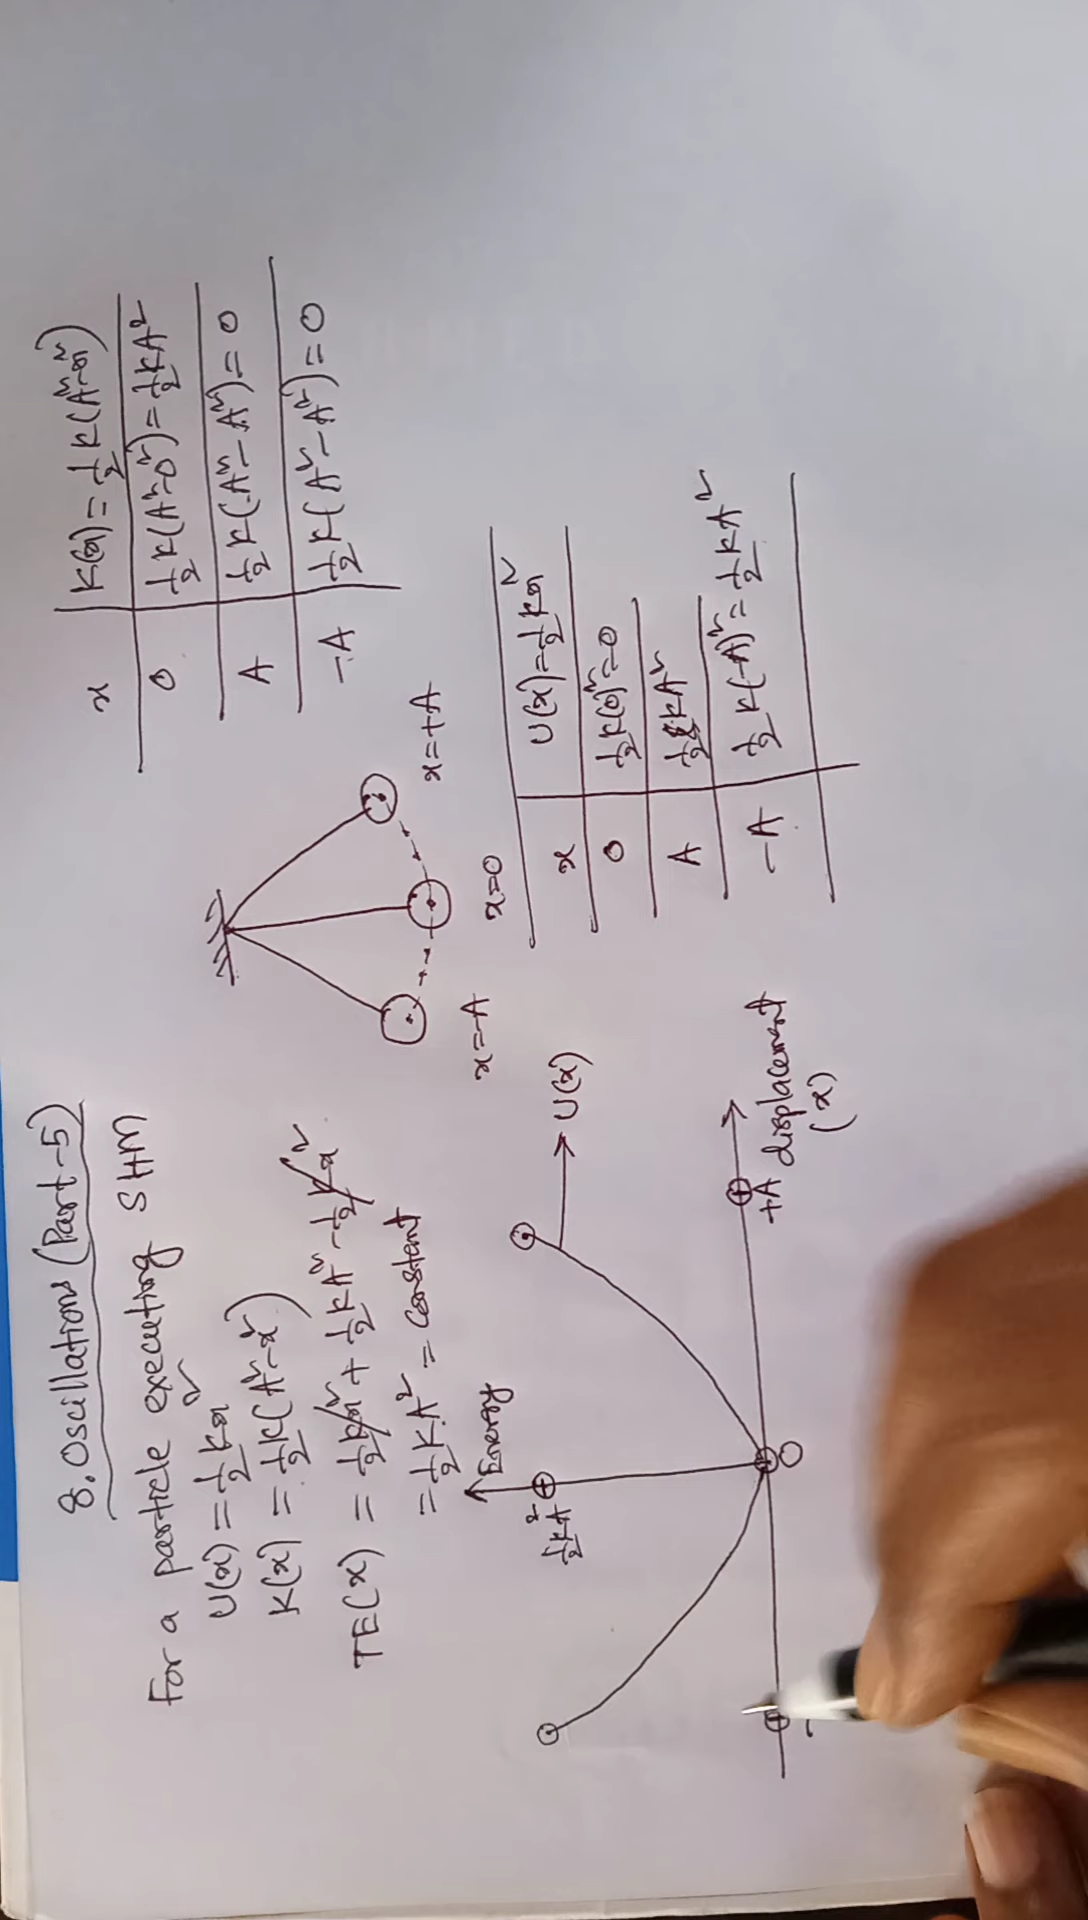 8. Oscillations (Part-5)
For a particle executing SHM
U(x) = 1/2 Kx²
K(x) = 1/2 K(A²-x²)
TE(x) = 1/2 Kx² + 1/2 KA² - 1/2 Kx²
= 1/2 KA² = constant
x=-A
x=0
x=+A
x K(x) = 1/2 K(A²-x²)
0 1/2 K(A²-0²) = 1/2 KA²
A 1/2 K(A²-A²) = 0
-A 1/2 K(A²-A²) = 0
Energy
1/2 KA²
U(x)
O
+A displacement
(x)
-
x U(x) = 1/2 Kx²
0 1/2 K(0)² = 0
A 1/2 KA²
-A 1/2 K(-A)² = 1/2 KA²